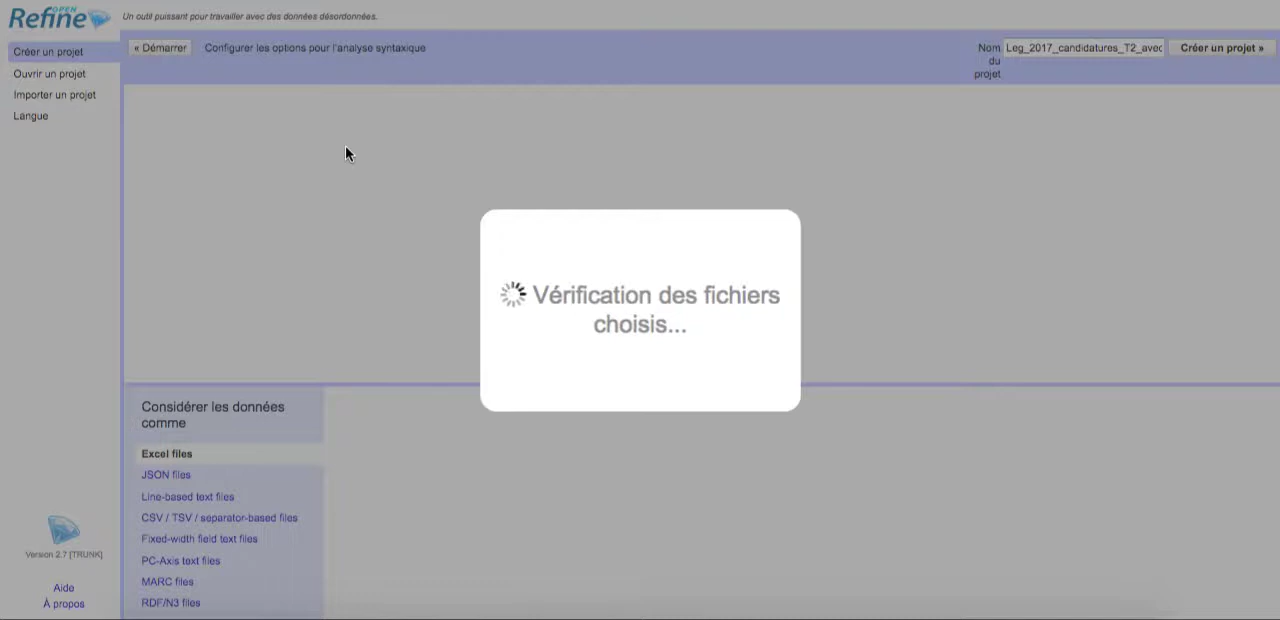 OPEN
Refine
Un outil puissant pour travailler avec des données désordonnées.
Créer un projet
Ouvrir un projet
Importer un projet
Langue
« Démarrer
Configurer les options pour l'analyse syntaxique
Nom
du
projet
Leg_2017_candidatures_T2_avec
Créer un projet »
Vérification des fichiers
choisis...
Considérer les données
comme
Excel files
JSON files
Line-based text files
CSV / TSV / separator-based files
Fixed-width field text files
PC-Axis text files
MARC files
RDF/N3 files
Version 2.7 [TRUNK]
Aide
À propos